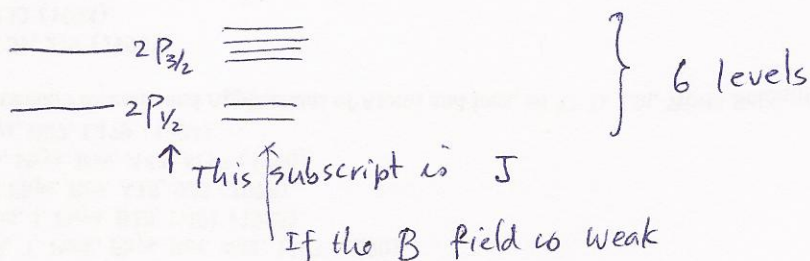 2P3/2
6 levels
2P1/2
↑ This subscript is J
If the B field is weak